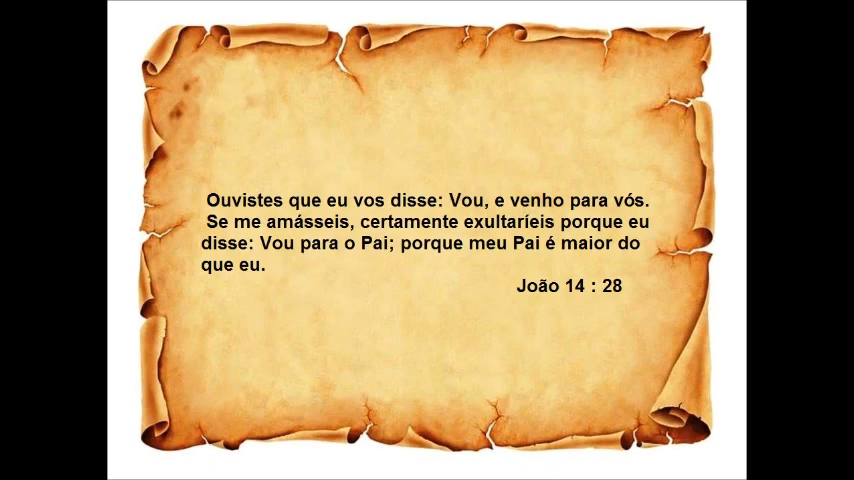 Ouvistes que eu vos disse: Vou, e venho para vós.
Se me amásseis, certamente exultaríeis porque eu
disse: Vou para o Pai; porque meu Pai é maior do
que eu.
João 14 : 28